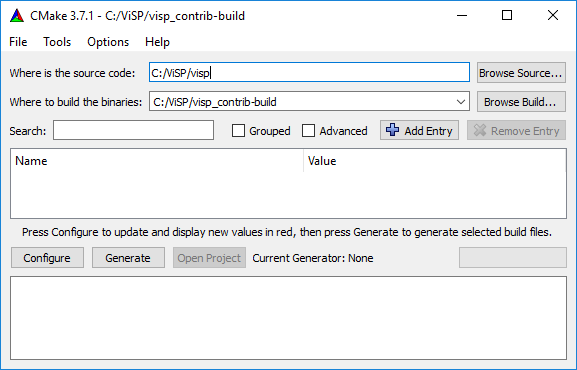 CMake 3.7.1 - C:/ViSP/visp_contrib-build
File Tools Options Help
Where is the source code: C:/ViSP/visp Browse Source...
Where to build the binaries: C:/ViSP/visp_contrib-build Browse Build...
Search: Grouped Advanced Add Entry Remove Entry
Name Value
Press Configure to update and display new values in red, then press Generate to generate selected build files.
Configure Generate Open Project Current Generator: None